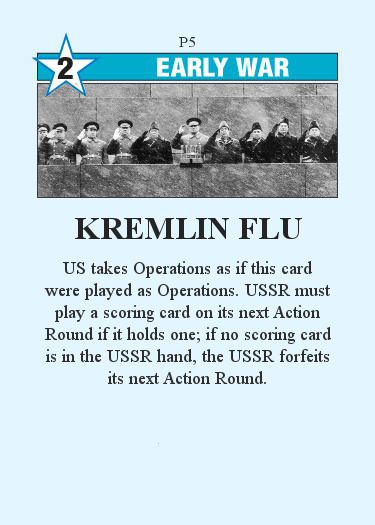 P5
2
EARLY WAR
KREMLIN FLU
US takes Operations as if this card
were played as Operations. USSR must
play a scoring card on its next Action
Round if it holds one; if no scoring card
is in the USSR hand, the USSR forfeits
its next Action Round.